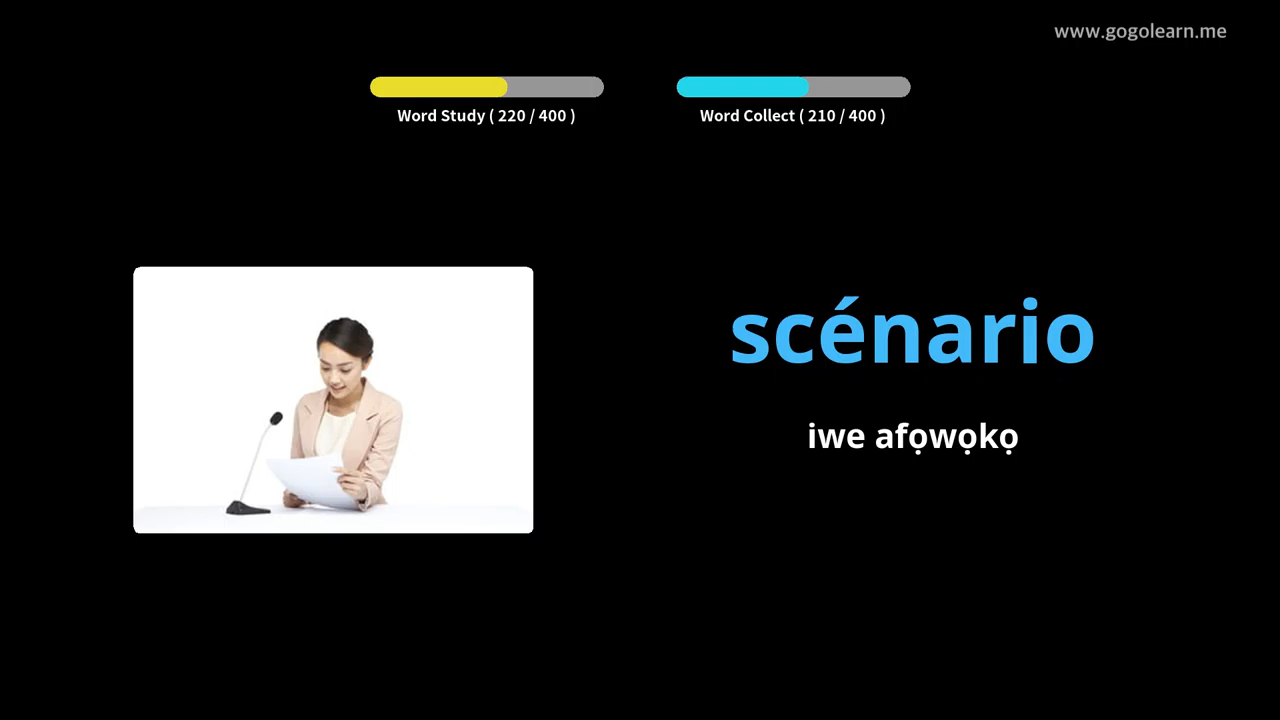 www.gogolearn.me
Word Study ( 220 / 400 )
Word Collect ( 210 / 400 )
scénario
iwe afọwọkọ